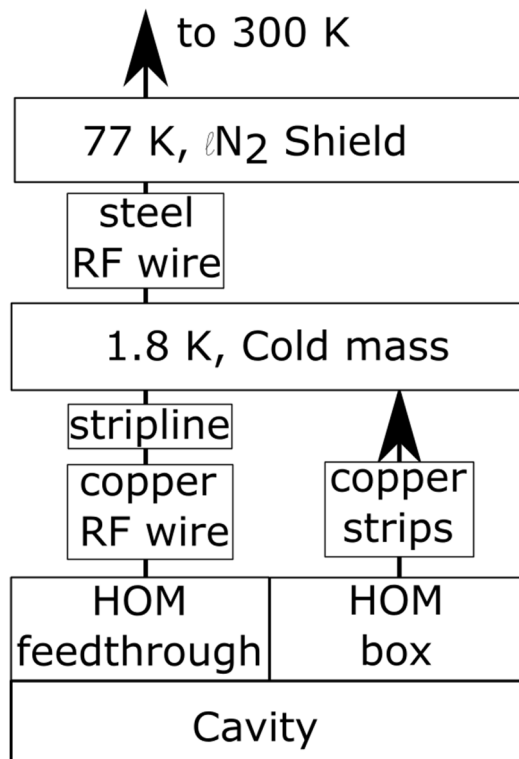 to 300 K
77 K, ℓN2 Shield
steel
RF wire
1.8 K, Cold mass
stripline
copper
RF wire
copper
strips
HOM
feedthrough
HOM
box
Cavity